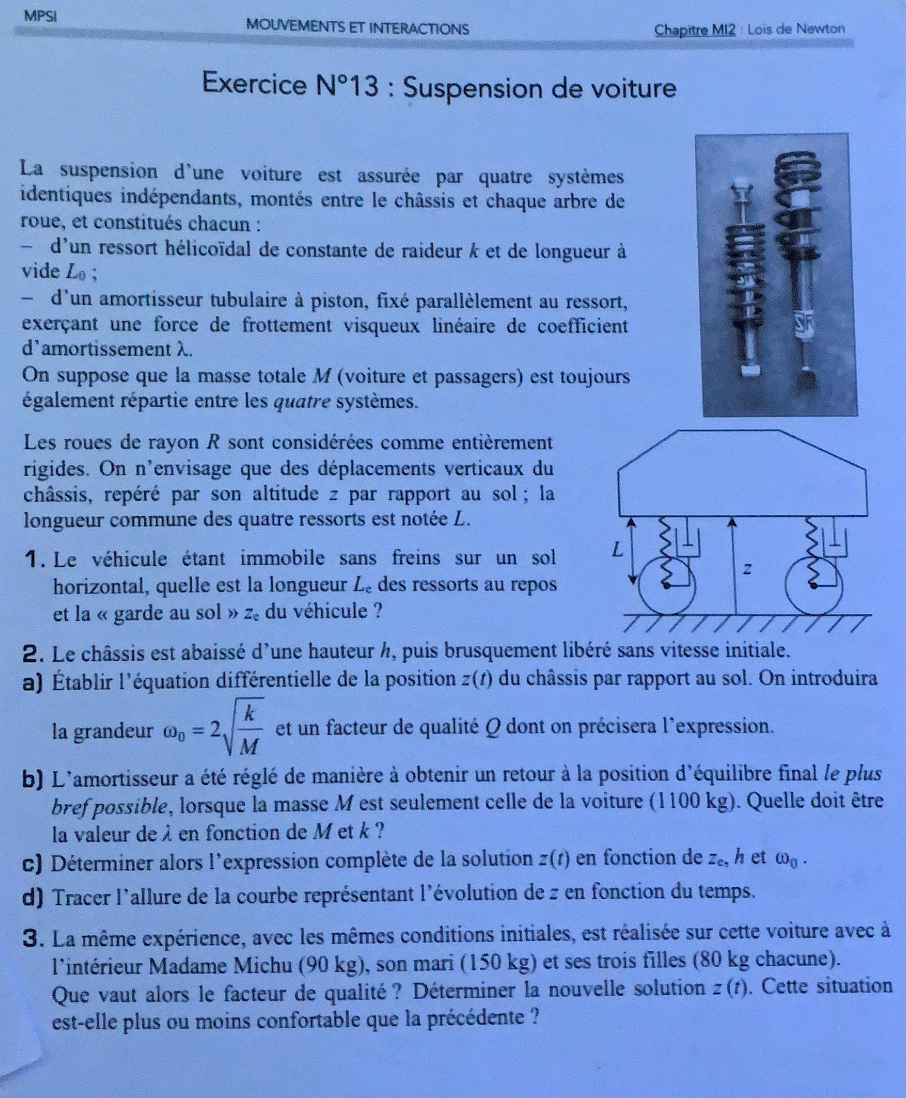 MPSI
MOUVEMENTS ET INTERACTIONS
Chapitre MI2 : Lois de Newton
Exercice N°13 : Suspension de voiture
La suspension d'une voiture est assurée par quatre systèmes
identiques indépendants, montés entre le châssis et chaque arbre de
roue, et constitués chacun :
– d'un ressort hélicoïdal de constante de raideur k et de longueur à
vide L₀ ;
– d'un amortisseur tubulaire à piston, fixé parallèlement au ressort,
exerçant une force de frottement visqueux linéaire de coefficient
d'amortissement λ.
On suppose que la masse totale M (voiture et passagers) est toujours
également répartie entre les quatre systèmes.
Les roues de rayon R sont considérées comme entièrement
rigides. On n'envisage que des déplacements verticaux du
châssis, repéré par son altitude z par rapport au sol ; la
longueur commune des quatre ressorts est notée L.
L
z
1. Le véhicule étant immobile sans freins sur un sol
horizontal, quelle est la longueur Lₑ des ressorts au repos
et la « garde au sol » zₑ du véhicule ?
2. Le châssis est abaissé d'une hauteur h, puis brusquement libéré sans vitesse initiale.
a) Établir l'équation différentielle de la position z(t) du châssis par rapport au sol. On introduira
la grandeur ω₀ = 2√(k/M) et un facteur de qualité Q dont on précisera l'expression.
b) L'amortisseur a été réglé de manière à obtenir un retour à la position d'équilibre final le plus
bref possible, lorsque la masse M est seulement celle de la voiture (1100 kg). Quelle doit être
la valeur de λ en fonction de M et k ?
c) Déterminer alors l'expression complète de la solution z(t) en fonction de zₑ, h et ω₀ .
d) Tracer l'allure de la courbe représentant l'évolution de z en fonction du temps.
3. La même expérience, avec les mêmes conditions initiales, est réalisée sur cette voiture avec à
l'intérieur Madame Michu (90 kg), son mari (150 kg) et ses trois filles (80 kg chacune).
Que vaut alors le facteur de qualité ? Déterminer la nouvelle solution z (t). Cette situation
est-elle plus ou moins confortable que la précédente ?